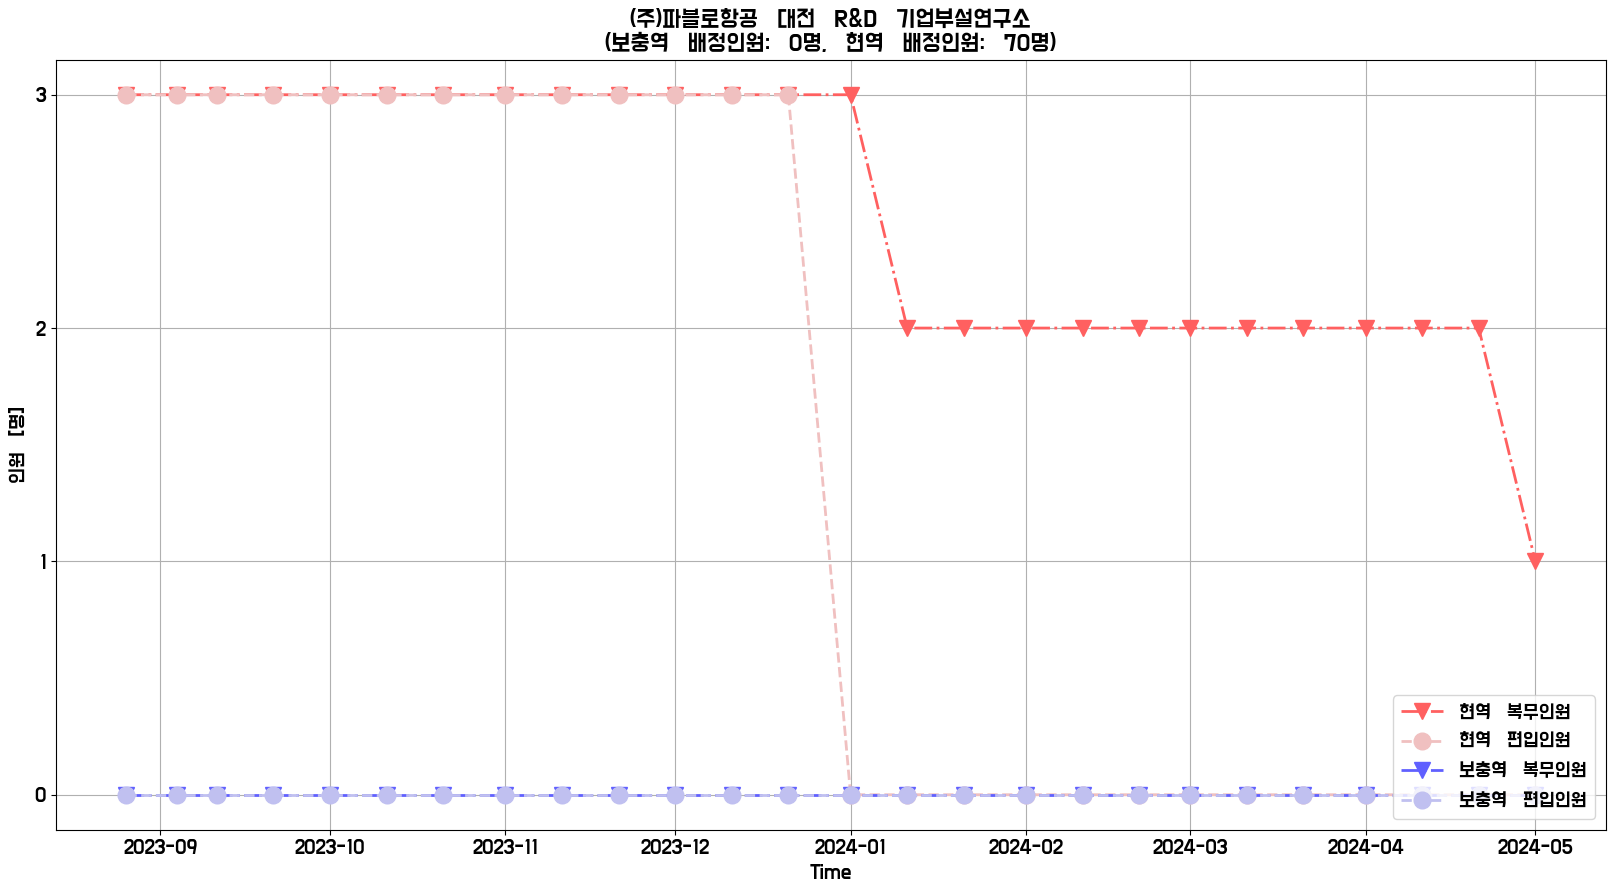 (주)파블로항공 대전 R&D 기업부설연구소
(보충역 배정인원: 0명, 현역 배정인원: 70명)
인원 [명]
3
2
1
0
2023-09
2023-10
2023-11
2023-12
2024-01
2024-02
2024-03
2024-04
2024-05
Time
현역 복무인원
현역 편입인원
보충역 복무인원
보충역 편입인원